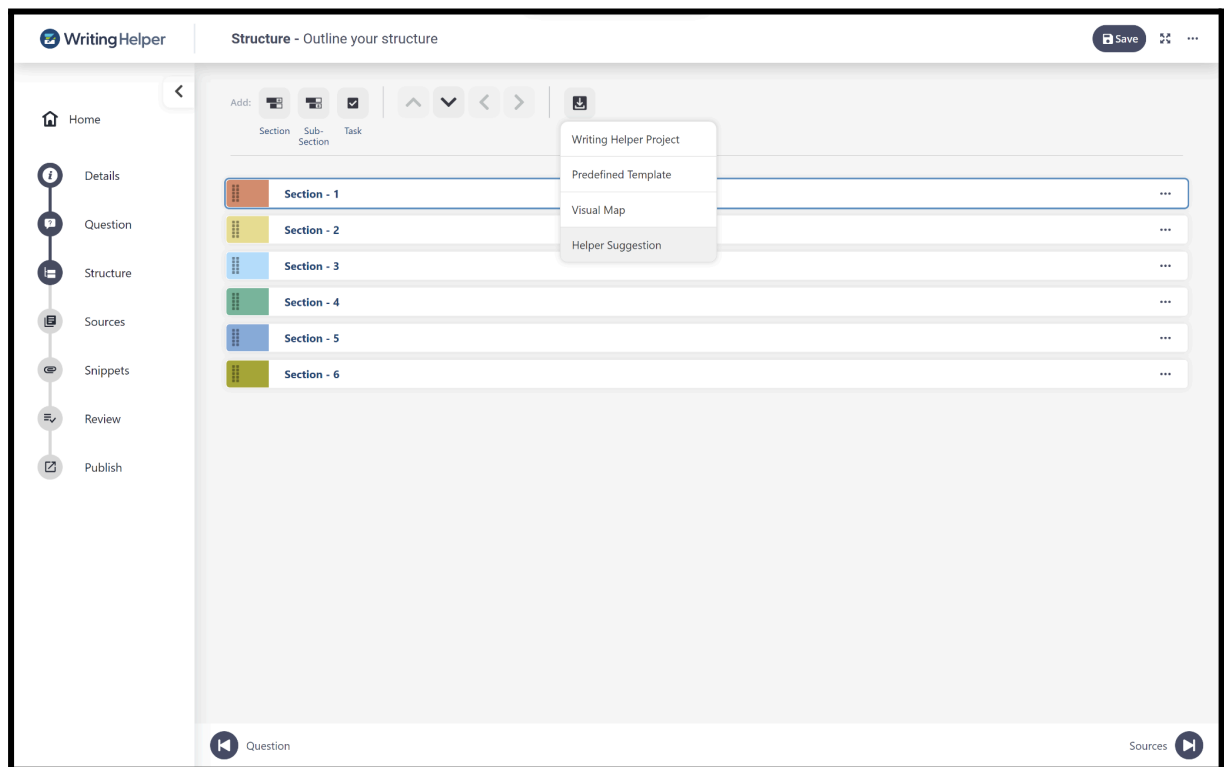 WritingHelper
Structure - Outline your structure
Save
Home
Details
Question
Structure
Sources
Snippets
Review
Publish
Add:
Section
Sub-
Section
Task
Writing Helper Project
Predefined Template
Visual Map
Helper Suggestion
Section - 1
Section - 2
Section - 3
Section - 4
Section - 5
Section - 6
Question
Sources